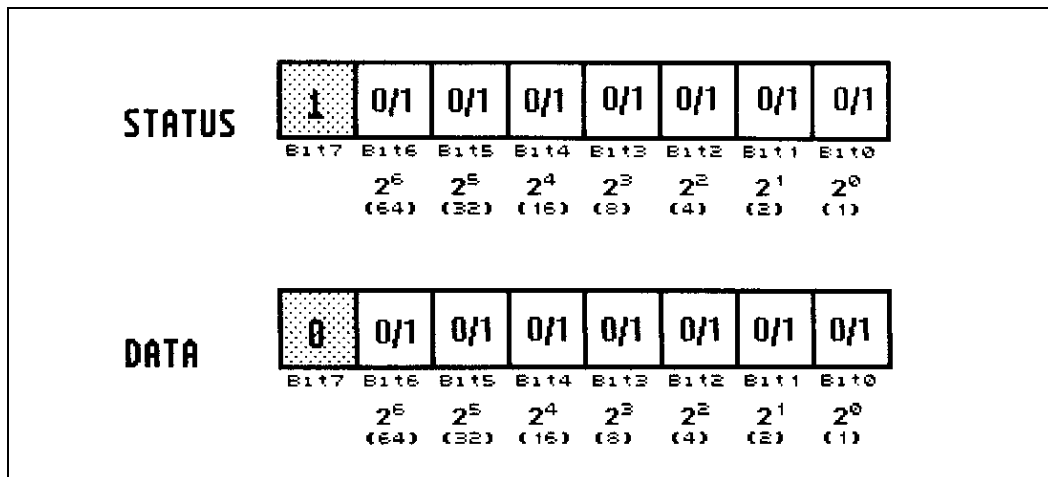 STATUS 1 0/1 0/1 0/1 0/1 0/1 0/1 0/1
Bit7 Bit6 Bit5 Bit4 Bit3 Bit2 Bit1 Bit0
2⁶ 2⁵ 2⁴ 2³ 2² 2¹ 2⁰
(64) (32) (16) (8) (4) (2) (1)
DATA 0 0/1 0/1 0/1 0/1 0/1 0/1 0/1
Bit7 Bit6 Bit5 Bit4 Bit3 Bit2 Bit1 Bit0
2⁶ 2⁵ 2⁴ 2³ 2² 2¹ 2⁰
(64) (32) (16) (8) (4) (2) (1)